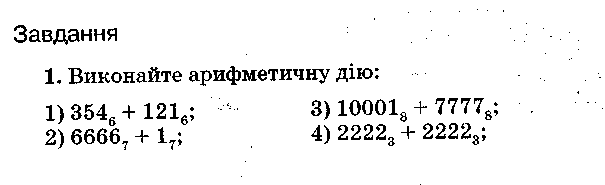 Завдання
1. Виконайте арифметичну дію:
1) 354₆ + 121₆; 3) 10001₈ + 7777₈;
2) 6666₇ + 1₇; 4) 2222₃ + 2222₃;